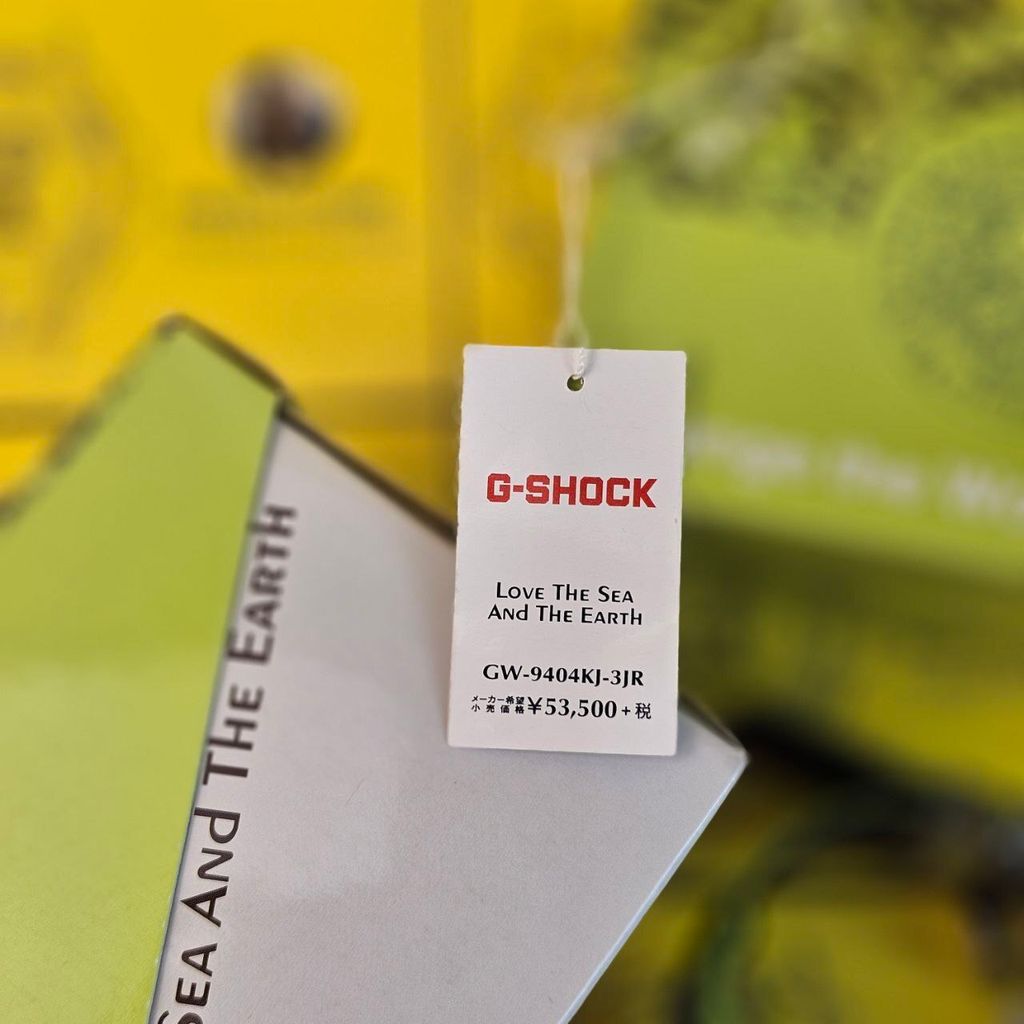 G-SHOCK
LOVE THE SEA
ANd THE EARTH
GW-9404KJ-3JR
メーカー希望
小売価格 ¥53,500+税
SEA ANd THE EARTH